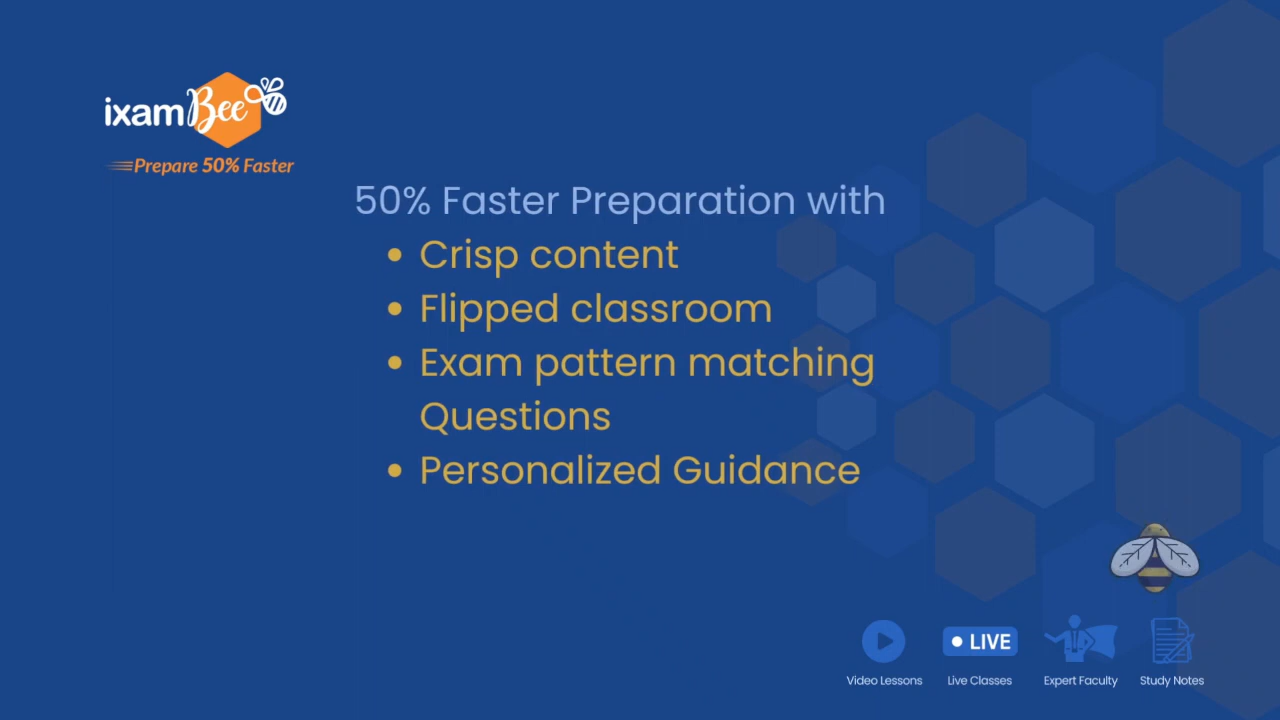 ixamBee
Prepare 50% Faster
50% Faster Preparation with
• Crisp content
• Flipped classroom
• Exam pattern matching
Questions
• Personalized Guidance
LIVE
Video Lessons
Live Classes
Expert Faculty
Study Notes